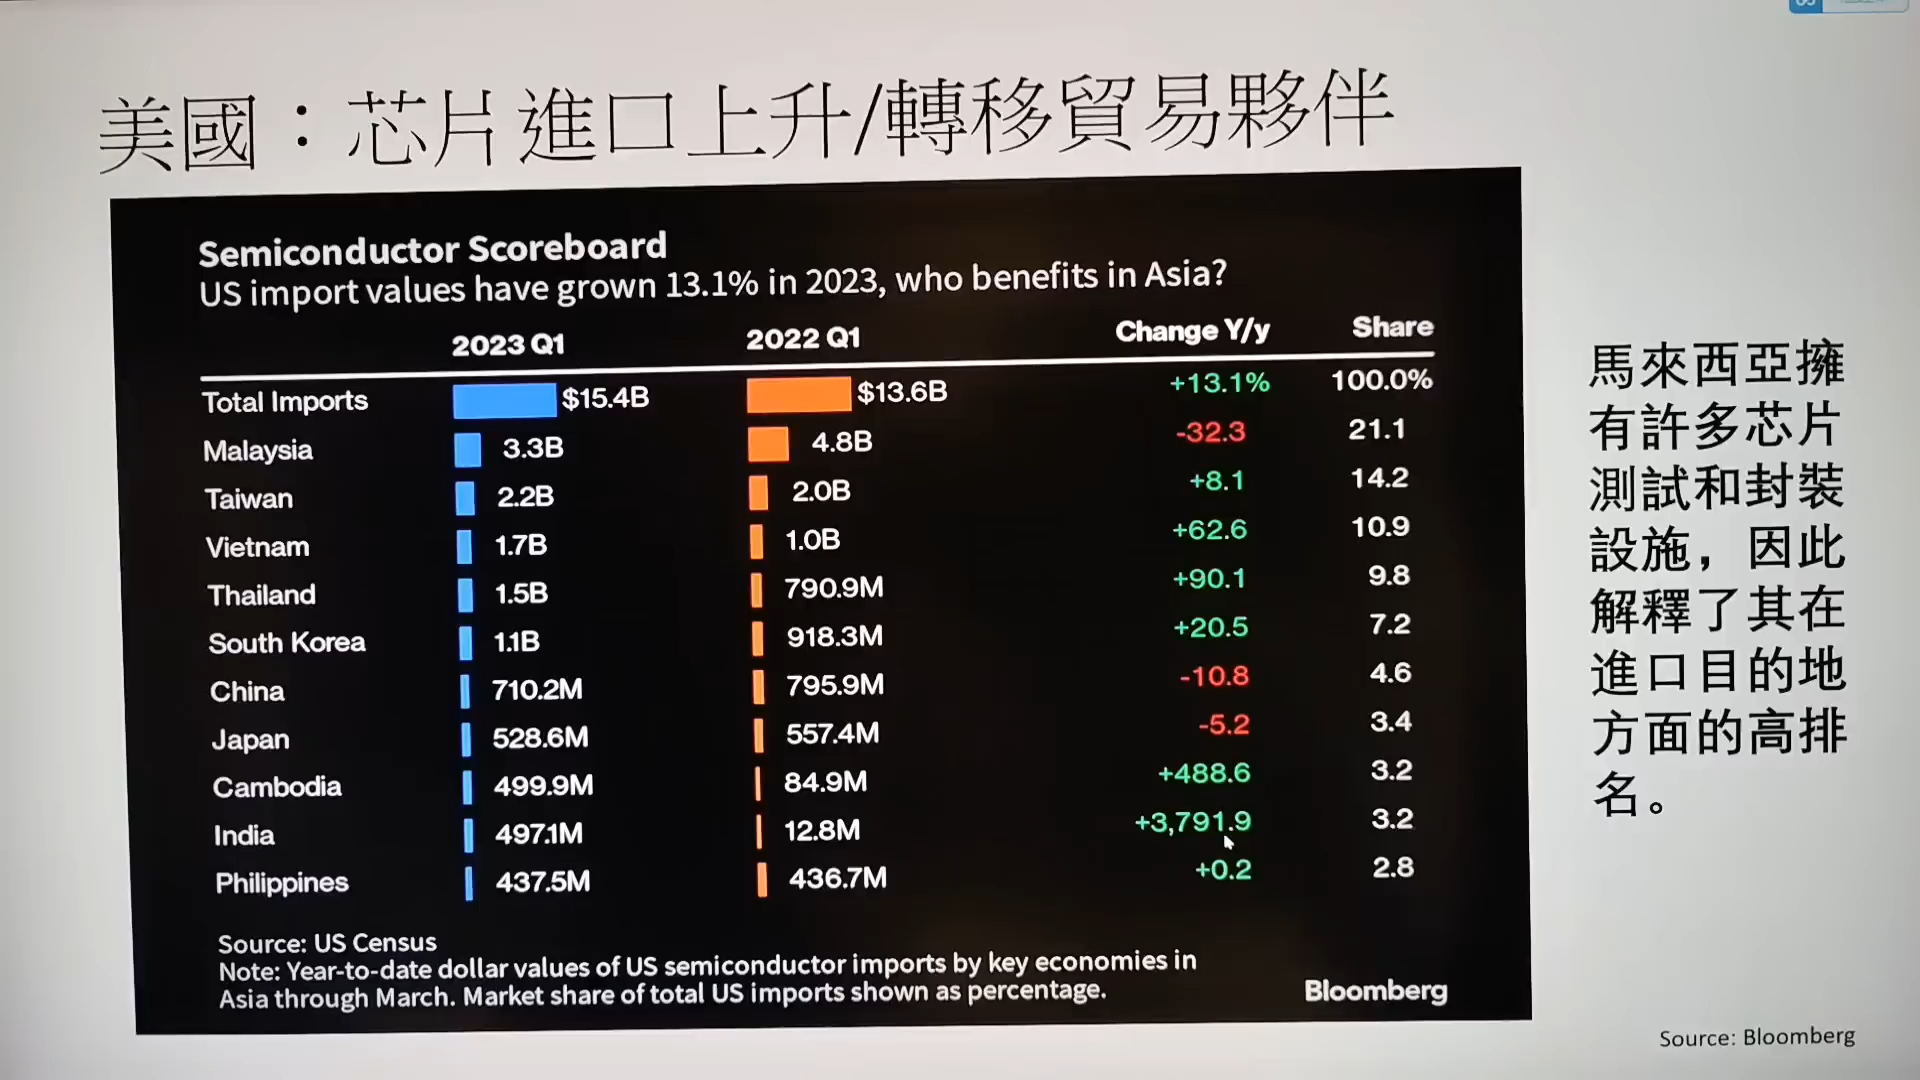 美國：芯片進口上升/轉移貿易夥伴
Semiconductor Scoreboard
US import values have grown 13.1% in 2023, who benefits in Asia?
2023 Q1 2022 Q1 Change Y/y Share
Total Imports $15.4B $13.6B +13.1% 100.0%
Malaysia 3.3B 4.8B -32.3 21.1
Taiwan 2.2B 2.0B +8.1 14.2
Vietnam 1.7B 1.0B +62.6 10.9
Thailand 1.5B 790.9M +90.1 9.8
South Korea 1.1B 918.3M +20.5 7.2
China 710.2M 795.9M -10.8 4.6
Japan 528.6M 557.4M -5.2 3.4
Cambodia 499.9M 84.9M +488.6 3.2
India 497.1M 12.8M +3,791.9 3.2
Philippines 437.5M 436.7M +0.2 2.8
Source: US Census
Note: Year-to-date dollar values of US semiconductor imports by key economies in
Asia through March. Market share of total US imports shown as percentage.
Bloomberg
馬來西亞擁
有許多芯片
測試和封裝
設施，因此
解釋了其在
進口目的地
方面的高排
名。
Source: Bloomberg